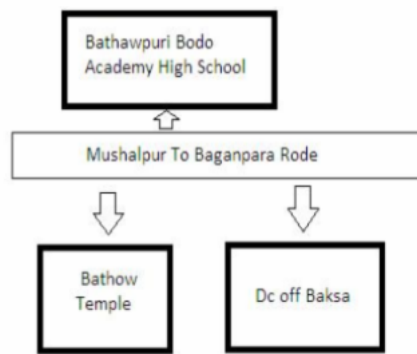 Bathawpuri Bodo
Academy High School
Mushalpur To Baganpara Rode
Bathow
Temple
Dc off Baksa